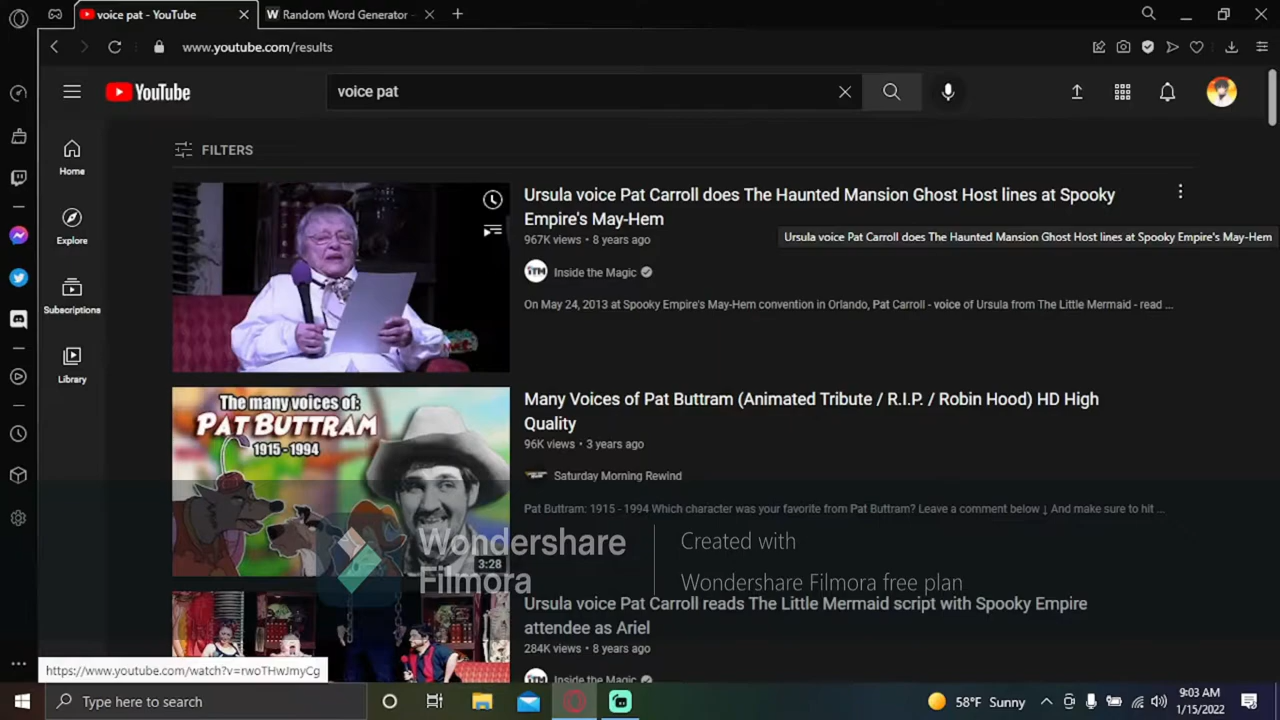 voice pat - YouTube
Random Word Generator -
www.youtube.com/results
YouTube
voice pat
Home
Explore
Subscriptions
Library
FILTERS
Ursula voice Pat Carroll does The Haunted Mansion Ghost Host lines at Spooky
Empire's May-Hem
967K views • 8 years ago
Ursula voice Pat Carroll does The Haunted Mansion Ghost Host lines at Spooky Empire's May-Hem
iTM
Inside the Magic
On May 24, 2013 at Spooky Empire's May-Hem convention in Orlando, Pat Carroll - voice of Ursula from The Little Mermaid - read ...
The many voices of:
PAT BUTTRAM
1915 - 1994
3:28
Many Voices of Pat Buttram (Animated Tribute / R.I.P. / Robin Hood) HD High
Quality
96K views • 3 years ago
Saturday Morning Rewind
Pat Buttram: 1915 - 1994 Which character was your favorite from Pat Buttram? Leave a comment below ↓ And make sure to hit ...
Wondershare
Filmora
Created with
Wondershare Filmora free plan
Ursula voice Pat Carroll reads The Little Mermaid script with Spooky Empire
attendee as Ariel
284K views • 8 years ago
Inside the Magic
https://www.youtube.com/watch?v=rwoTHwJmyCg
Type here to search
58°F Sunny
9:03 AM
1/15/2022